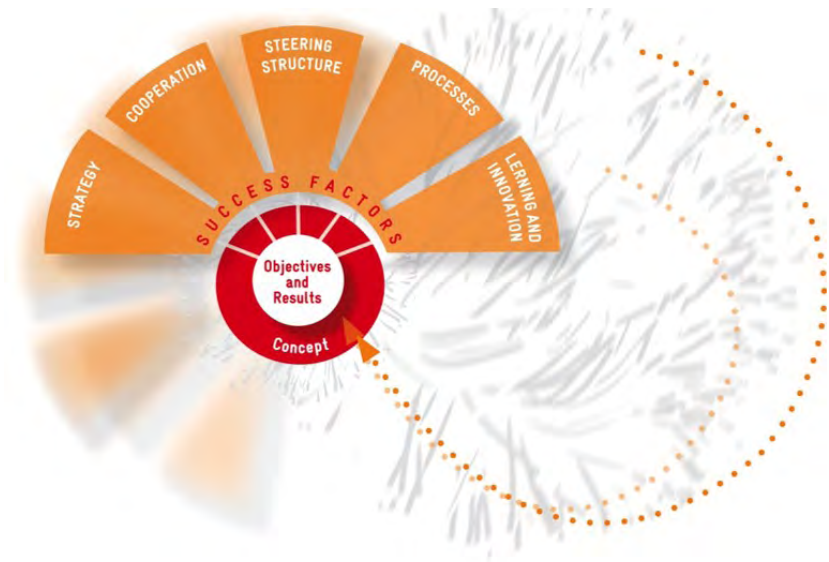 STRATEGY
COOPERATION
STEERING
STRUCTURE
PROCESSES
LERNING AND
INNOVATION
SUCCESS FACTORS
Objectives
and
Results
Concept